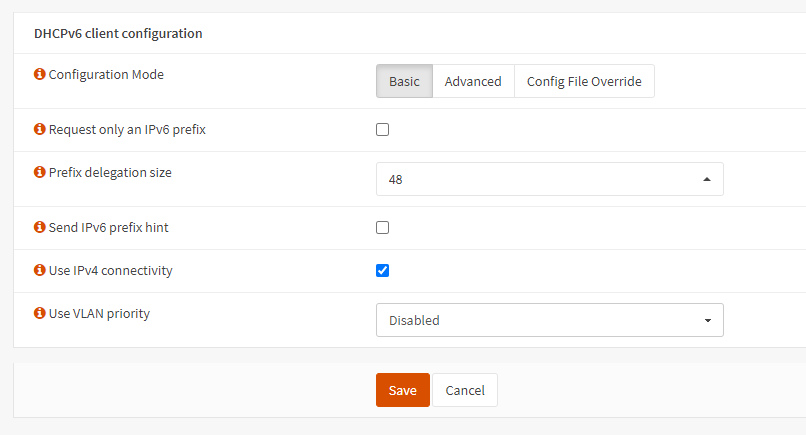 DHCPv6 client configuration
Configuration Mode
Basic Advanced Config File Override
Request only an IPv6 prefix
Prefix delegation size
48
Send IPv6 prefix hint
Use IPv4 connectivity
Use VLAN priority
Disabled
Save Cancel